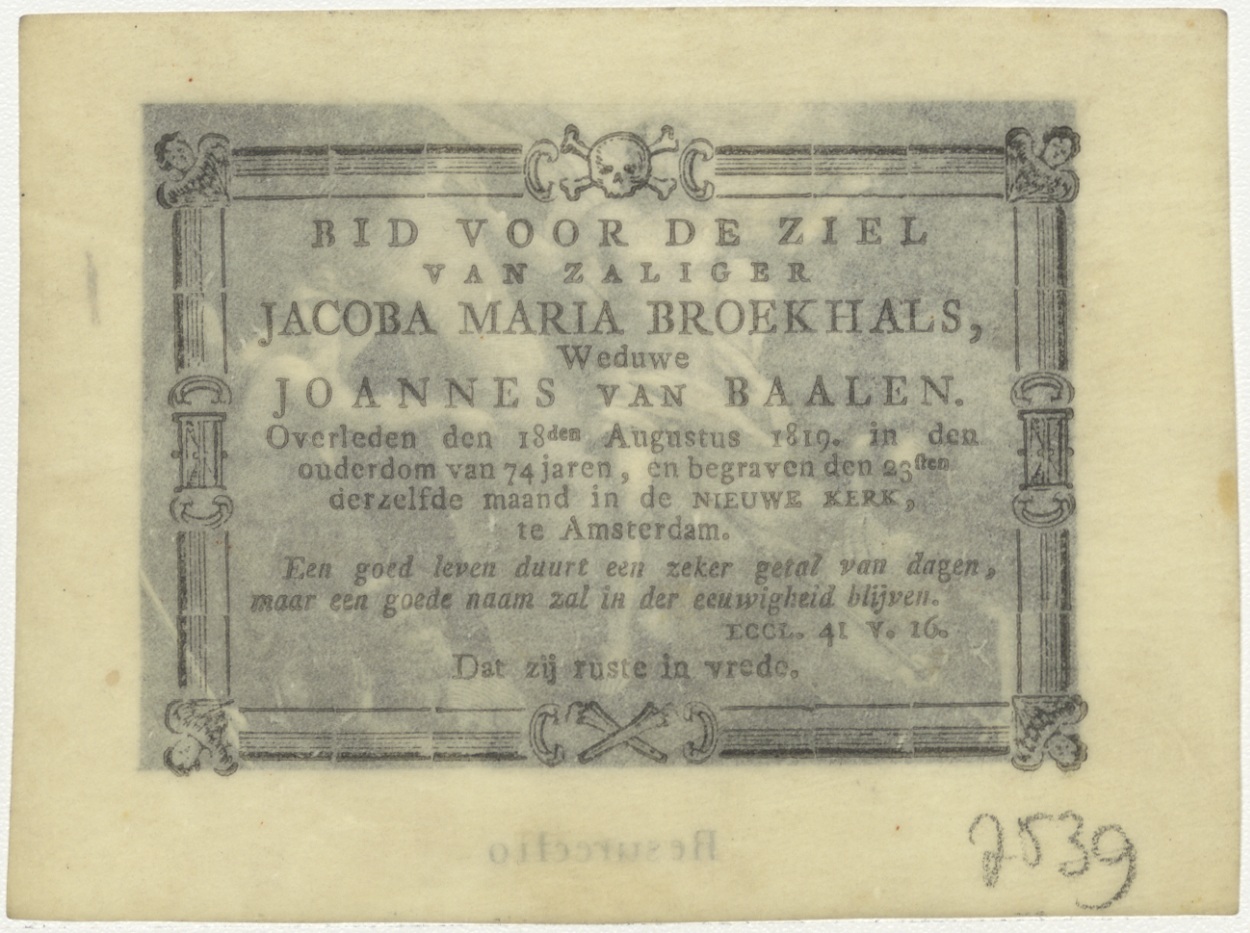 BID VOOR DE ZIEL
VAN ZALIGER
JACOBA MARIA BROEKHALS,
Weduwe
JOANNES VAN BAALEN.
Overleden den 18den Augustus 1819. in den
ouderdom van 74 jaren, en begraven den 23sten
derzelfde maand in de NIEUWE KERK,
te Amsterdam.
Een goed leven duurt een zeker getal van dagen,
maar een goede naam zal in der eeuwigheid blijven.
ECCL. 41 V. 16.
Dat zij ruste in vrede.
Resurectio
2539